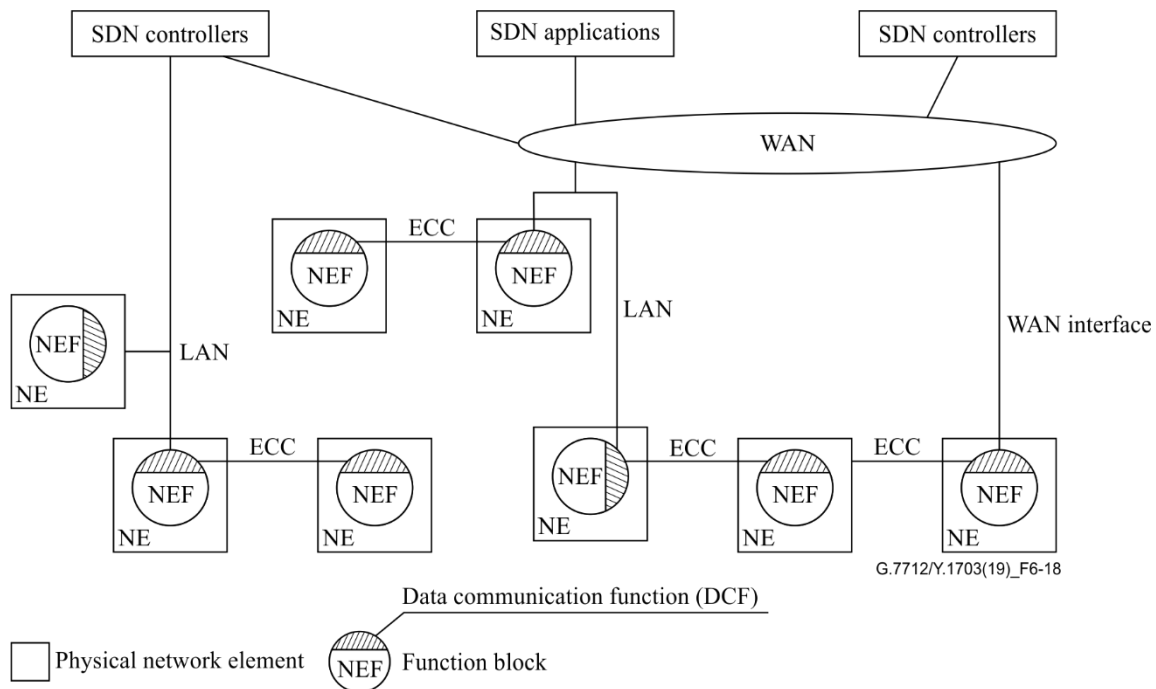 SDN controllers
SDN applications
SDN controllers
WAN
ECC
NEF
NEF
NE
NE
LAN
WAN interface
NEF
LAN
NE
ECC
ECC
ECC
NEF
NEF
NEF
NEF
NEF
NE
NE
NE
NE
NE
G.7712/Y.1703(19)_F6-18
Data communication function (DCF)
Physical network element
NEF
Function block